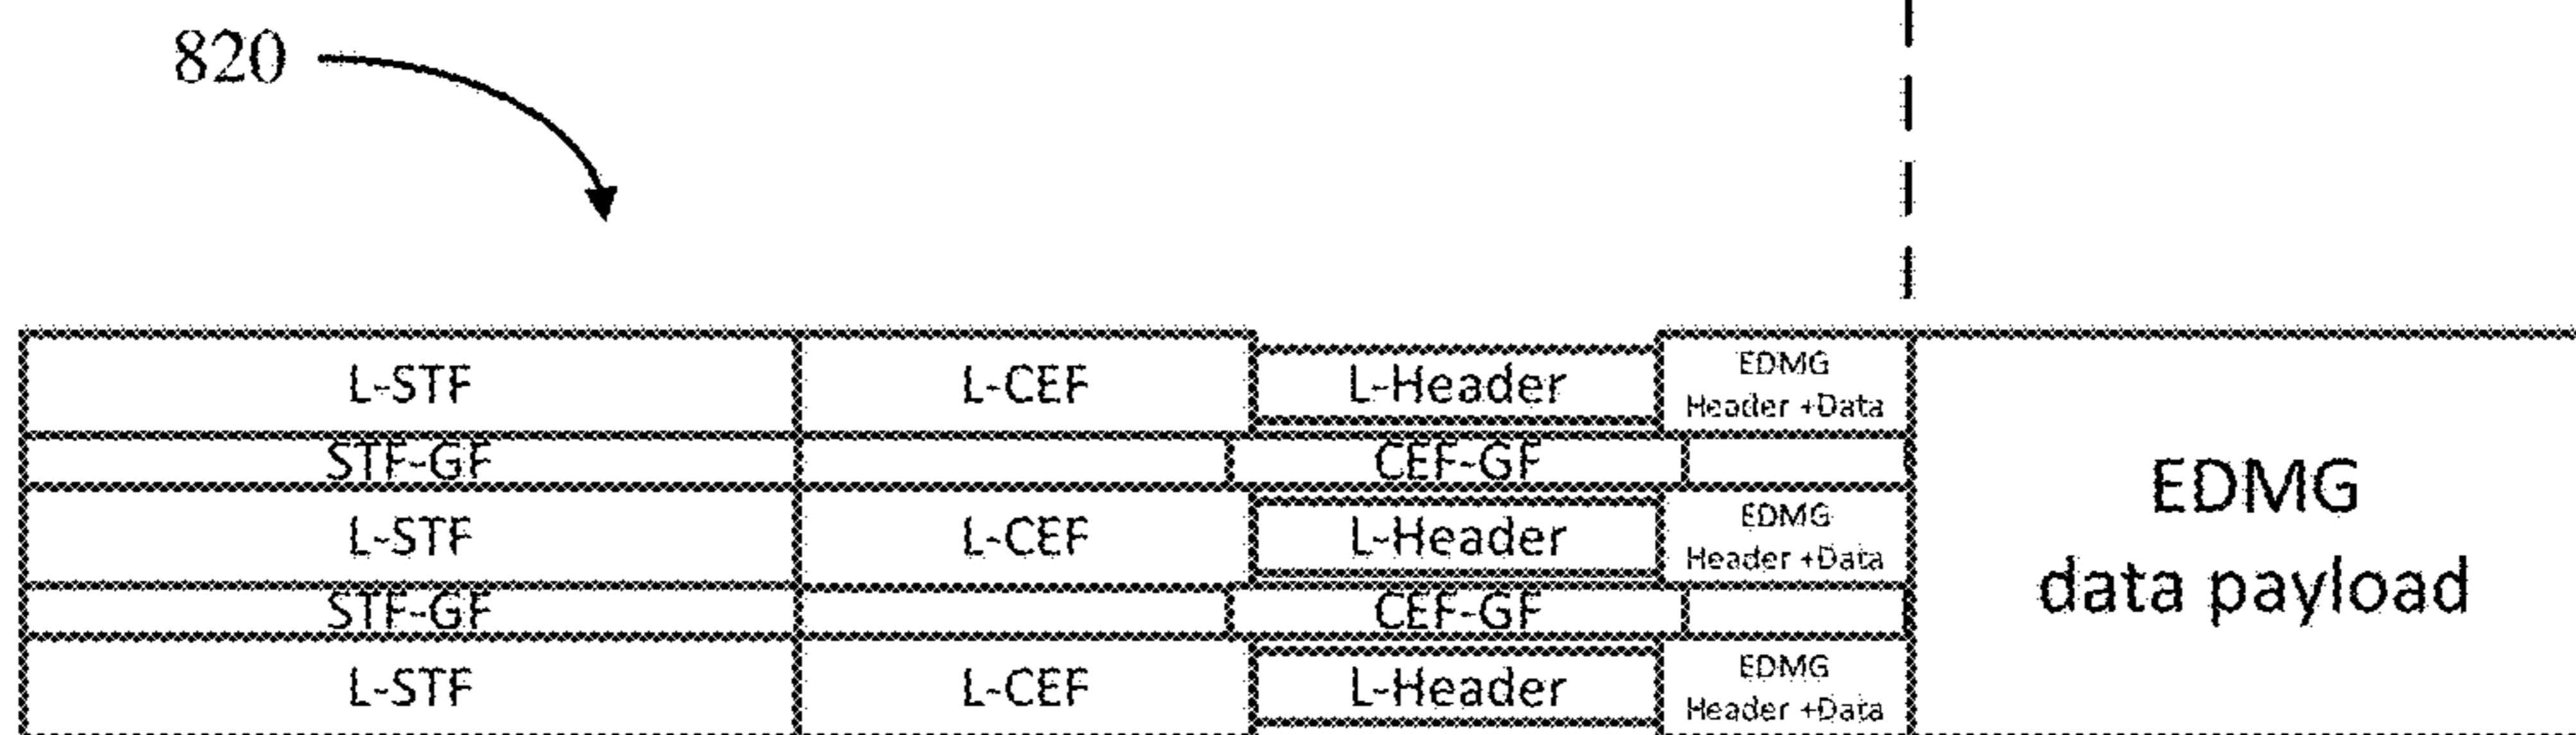 820
L-STF L-CEF L-Header EDMG
Header +Data
STF-GF CEF-GF
L-STF L-CEF L-Header EDMG
Header +Data
STF-GF CEF-GF
L-STF L-CEF L-Header EDMG
Header +Data
EDMG
data payload